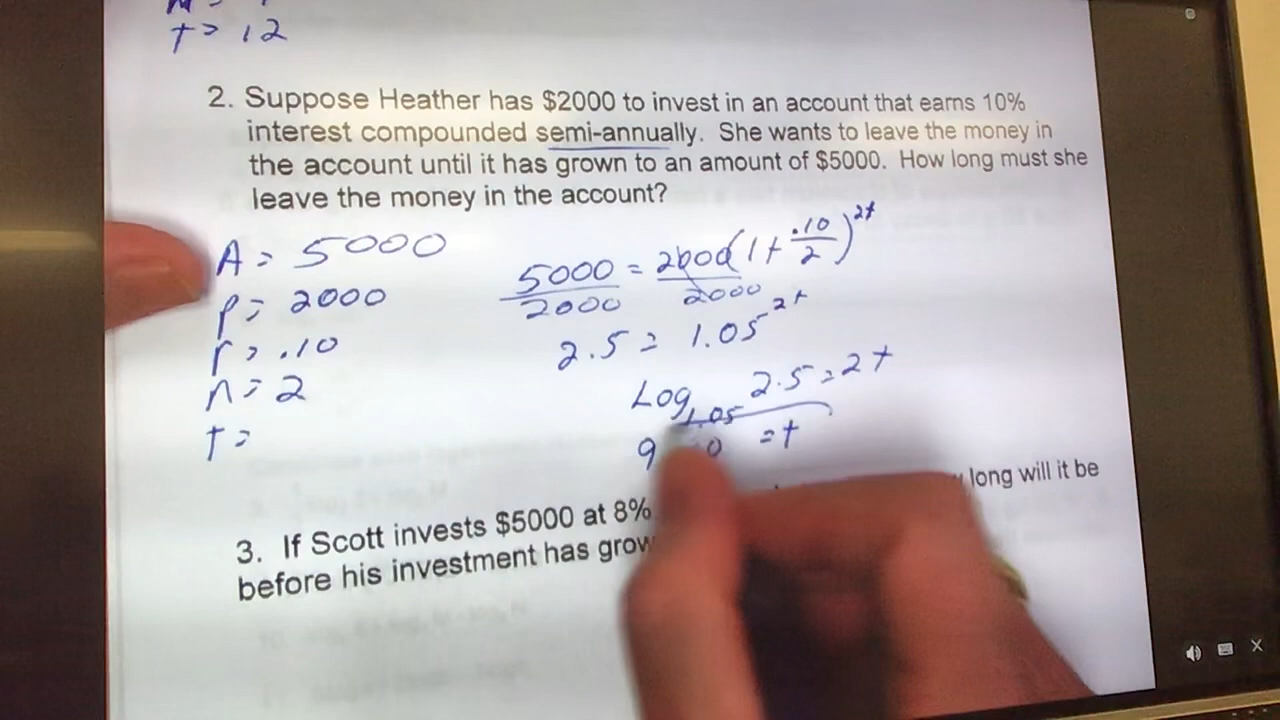 t= 12
2. Suppose Heather has $2000 to invest in an account that earns 10%
interest compounded semi-annually. She wants to leave the money in
the account until it has grown to an amount of $5000. How long must she
leave the money in the account?
A = 5000
P = 2000
r = .10
n = 2
t =
5000/2000 = 2000/2000 (1 + .10/2)^2t
2.5 = 1.05^2t
Log_1.05 2.5 = 2t
= t
3. If Scott invests $5000 at 8% long will it be
before his investment has